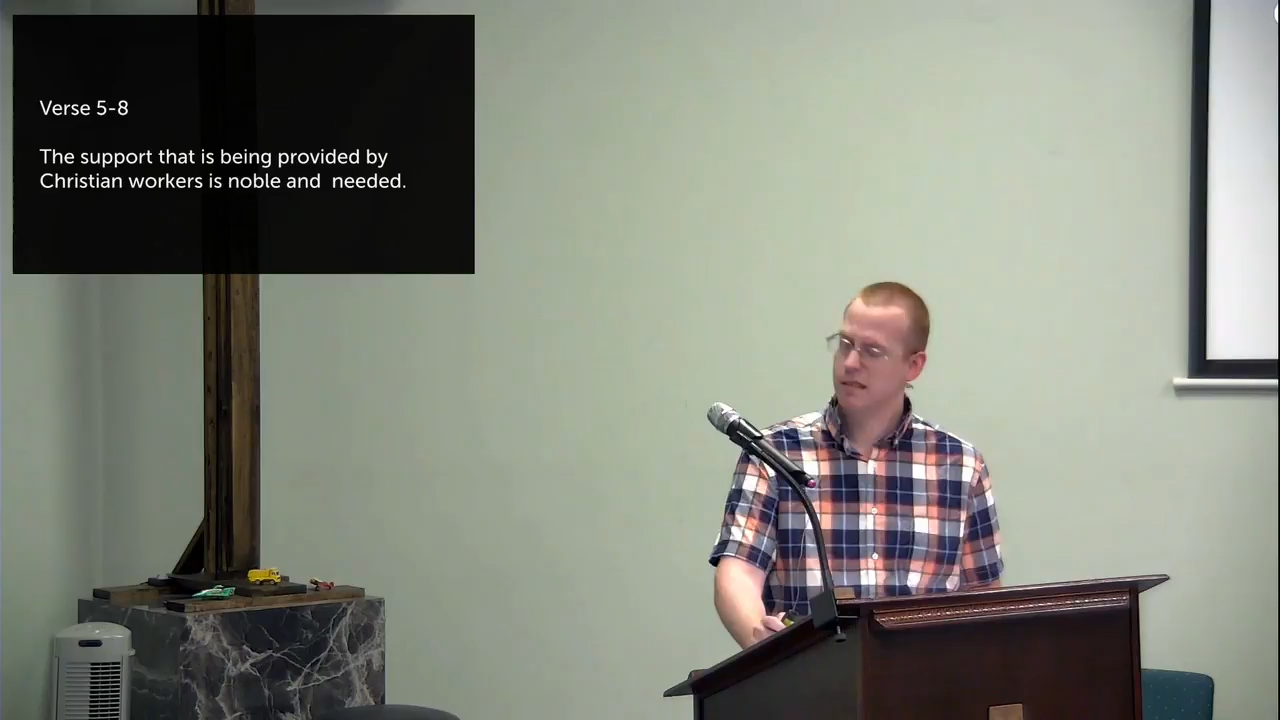 Verse 5-8
The support that is being provided by
Christian workers is noble and  needed.